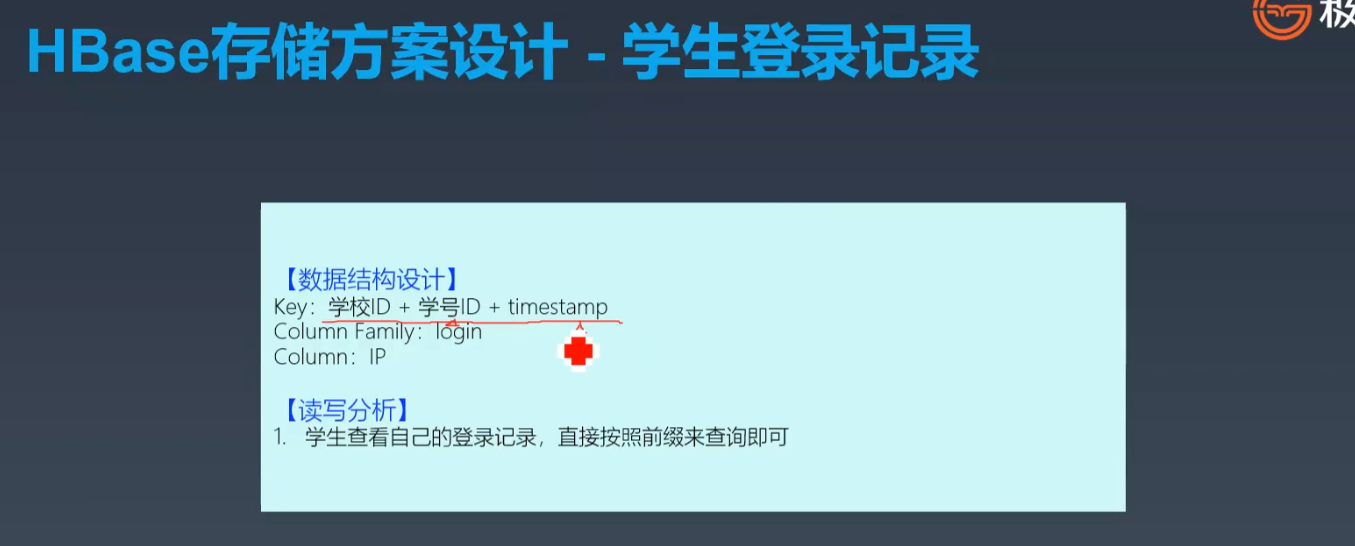 极
HBase存储方案设计 - 学生登录记录
【数据结构设计】
Key：学校ID + 学号ID + timestamp
Column Family：login
Column：IP
【读写分析】
1. 学生查看自己的登录记录，直接按照前缀来查询即可